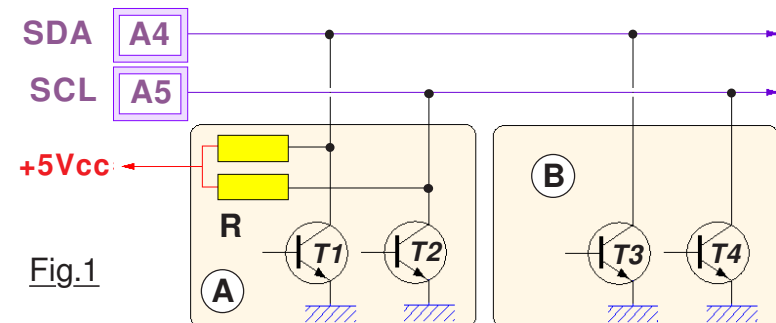 SDA A4
SCL A5
+5Vcc
R
B
T1 T2 T3 T4
Fig.1
A